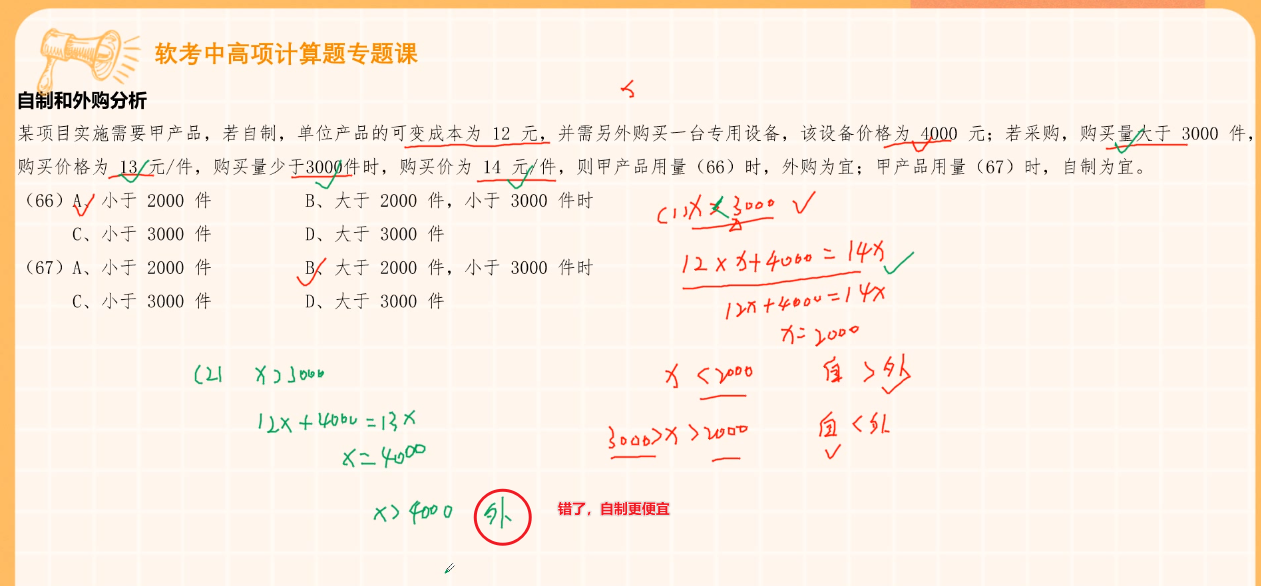 软考中高项计算题专题课
自制和外购分析
某项目实施需要甲产品，若自制，单位产品的可变成本为 12 元，并需另外购买一台专用设备，该设备价格为 4000 元；若采购，购买量大于 3000 件，
购买价格为 13 元/件，购买量少于3000件时，购买价为 14 元/件，则甲产品用量（66）时，外购为宜；甲产品用量（67）时，自制为宜。
（66）A、小于 2000 件 B、大于 2000 件，小于 3000 件时
C、小于 3000 件 D、大于 3000 件
（67）A、小于 2000 件 B、大于 2000 件，小于 3000 件时
C、小于 3000 件 D、大于 3000 件
(1) x < 3000
12 × x + 4000 = 14x
12x + 4000 = 14x
x = 2000
x < 2000 自 > 外
3000 > x > 2000 自 < 外
(2) x > 3000
12x + 4000 = 13x
x = 4000
x > 4000 外
错了，自制更便宜